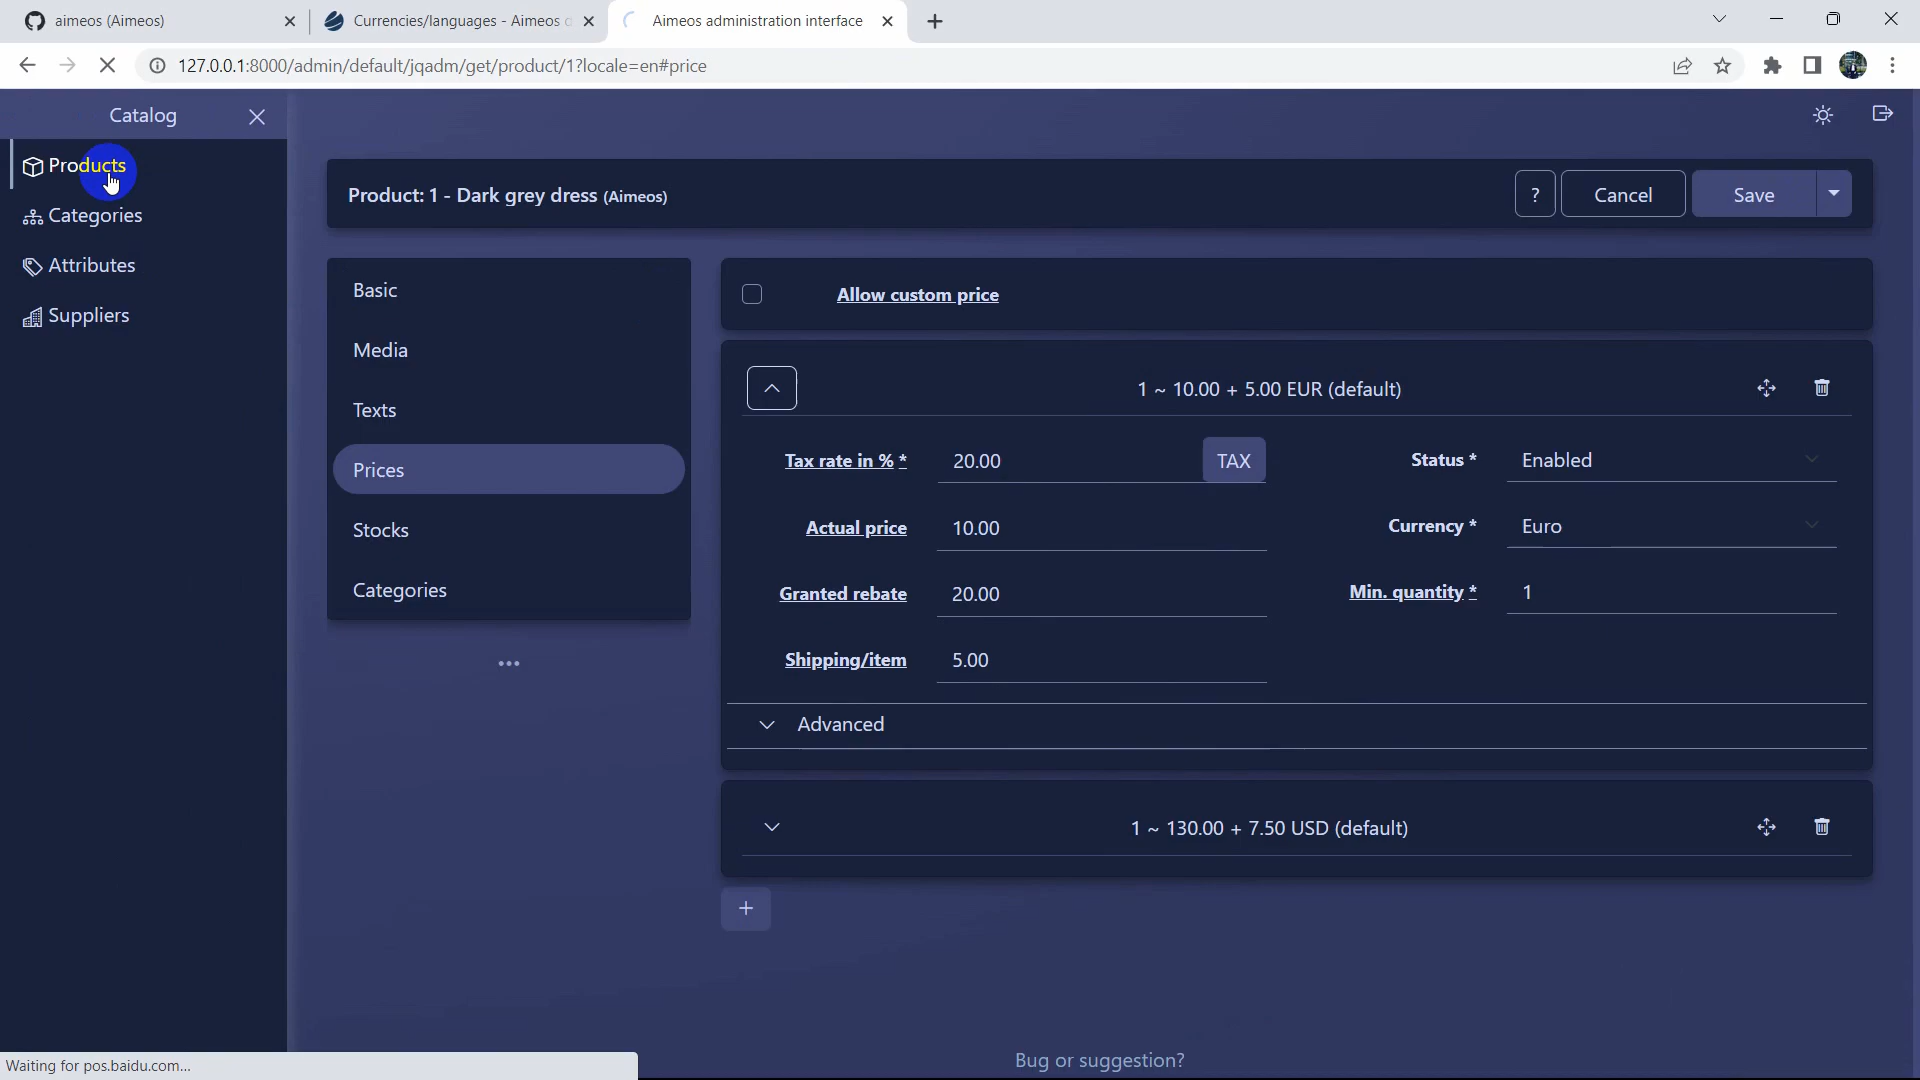 aimeos (Aimeos)
Currencies/languages - Aimeos
Aimeos administration interface
127.0.0.1:8000/admin/default/jqadm/get/product/1?locale=en#price
Catalog
Products
Categories
Attributes
Suppliers
Product: 1 - Dark grey dress (Aimeos)
?
Cancel
Save
Basic
Media
Texts
Prices
Stocks
Categories
•••
Allow custom price
1 ~ 10.00 + 5.00 EUR (default)
Tax rate in % * 20.00 TAX
Status * Enabled
Actual price 10.00
Currency * Euro
Granted rebate 20.00
Min. quantity * 1
Shipping/item 5.00
Advanced
1 ~ 130.00 + 7.50 USD (default)
+
Bug or suggestion?
Waiting for pos.baidu.com...